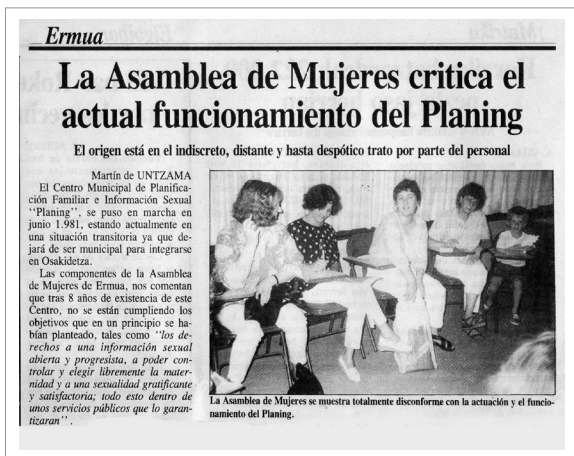 Ermua
La Asamblea de Mujeres critica el
actual funcionamiento del Planing
El origen está en el indiscreto, distante y hasta despótico trato por parte del personal
Martín de UNTZAMA
El Centro Municipal de Planifica-
ción Familiar e Información Sexual
"Planing", se puso en marcha en
junio 1.981, estando actualmente en
una situación transitoria ya que de-
jará de ser municipal para integrarse
en Osakidetza.
Las componentes de la Asamblea
de Mujeres de Ermua, nos comentan
que tras 8 años de existencia de este
Centro, no se están cumpliendo los
objetivos que en un principio se ha-
bían planteado, tales como "los de-
rechos a una información sexual
abierta y progresista, a poder con-
trolar y elegir libremente la mater-
nidad y a una sexualidad gratificante
y satisfactoria; todo esto dentro de
unos servicios públicos que lo garan-
tizaran".
La Asamblea de Mujeres se muestra totalmente disconforme con la actuación y el funcio-
namiento del Planing.